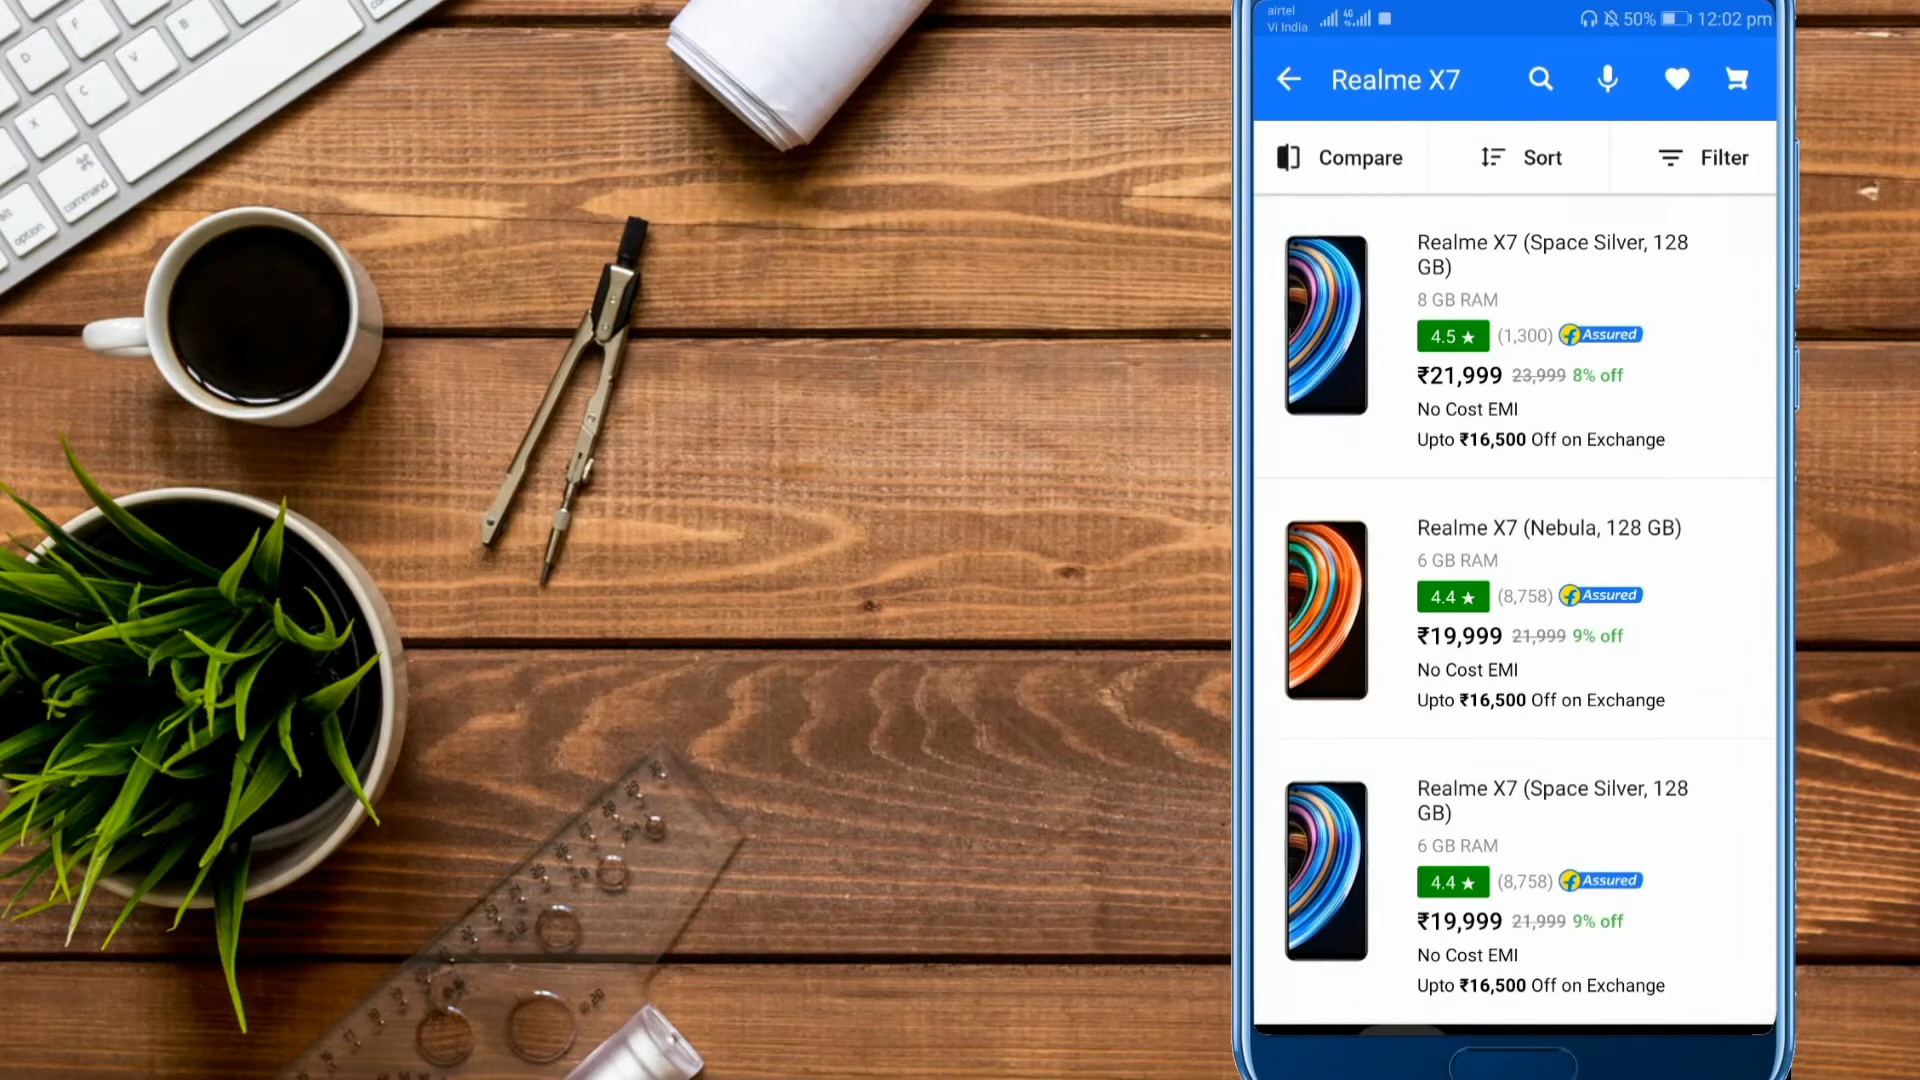 airtel
Vi India
4G
50%
12:02 pm
Realme X7
Compare
Sort
Filter
Realme X7 (Space Silver, 128
GB)
8 GB RAM
4.5 ★ (1,300) Assured
₹21,999 23,999 8% off
No Cost EMI
Upto ₹16,500 Off on Exchange
Realme X7 (Nebula, 128 GB)
6 GB RAM
4.4 ★ (8,758) Assured
₹19,999 21,999 9% off
No Cost EMI
Upto ₹16,500 Off on Exchange
Realme X7 (Space Silver, 128
GB)
6 GB RAM
4.4 ★ (8,758) Assured
₹19,999 21,999 9% off
No Cost EMI
Upto ₹16,500 Off on Exchange
D
F
B
V
C
X
command
option